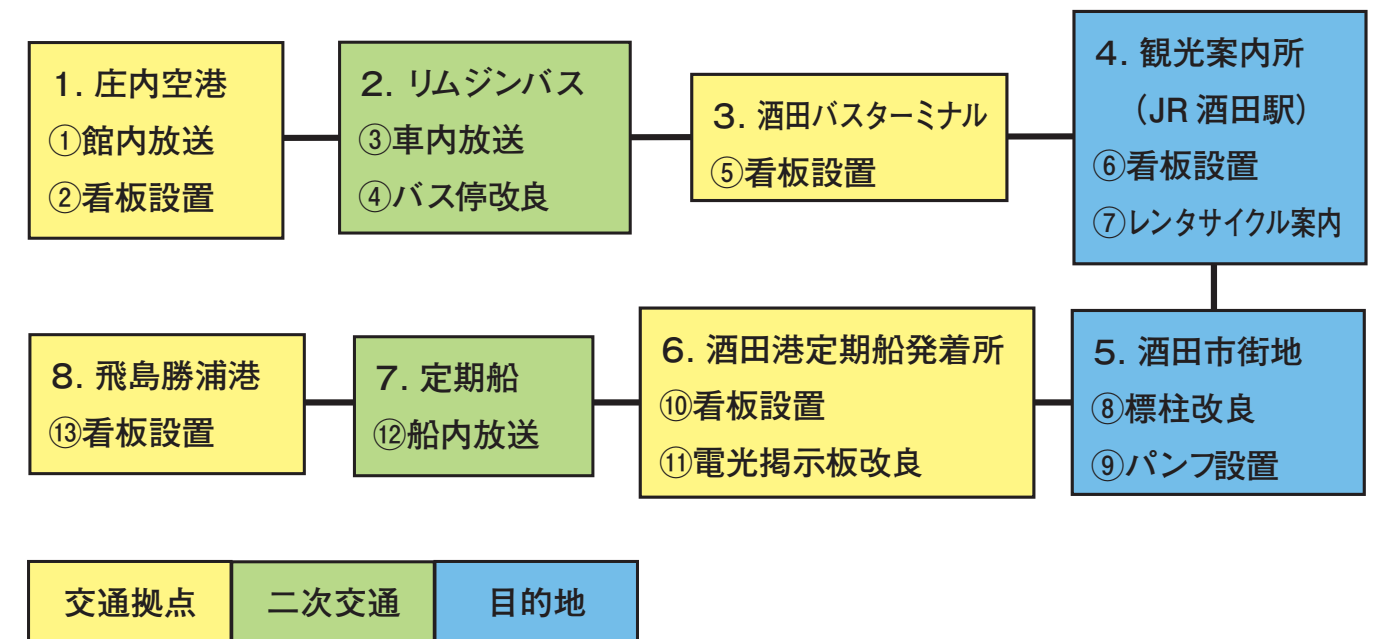 1. 庄内空港
①館内放送
②看板設置
2. リムジンバス
③車内放送
④バス停改良
3. 酒田バスターミナル
⑤看板設置
4. 観光案内所
（JR 酒田駅）
⑥看板設置
⑦レンタサイクル案内
5. 酒田市街地
⑧標柱改良
⑨パンフ設置
6. 酒田港定期船発着所
⑩看板設置
⑪電光掲示板改良
7. 定期船
⑫船内放送
8. 飛島勝浦港
⑬看板設置
交通拠点
二次交通
目的地